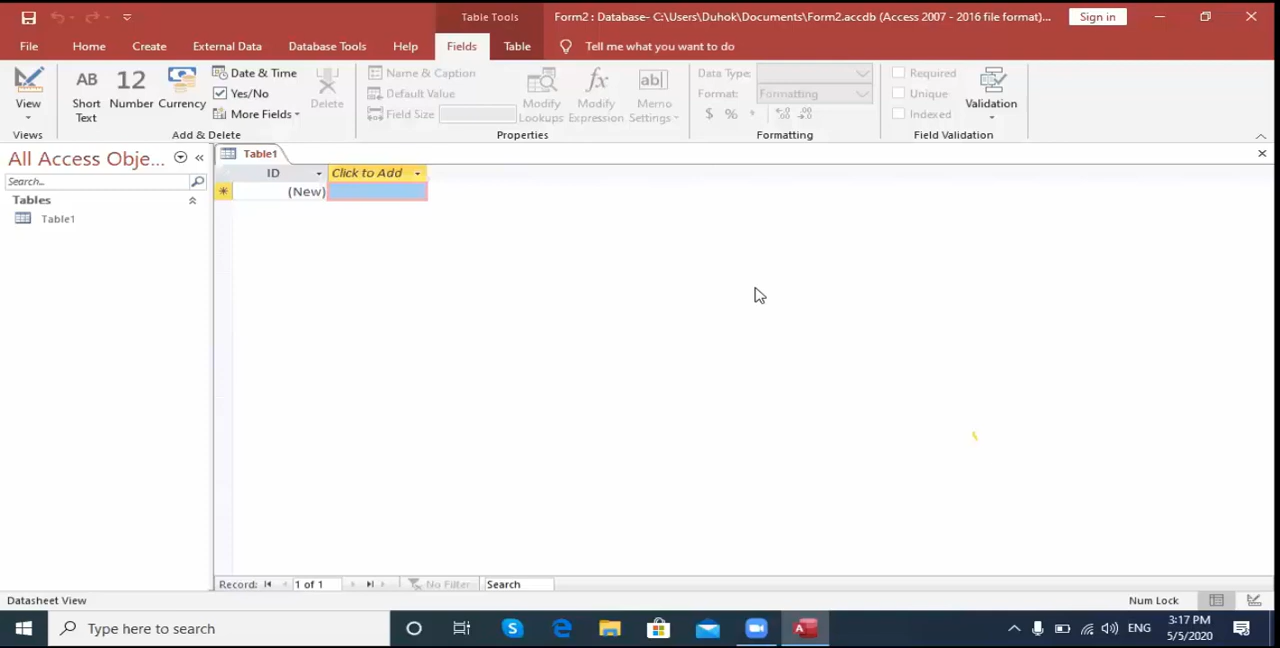 Table Tools
Form2 : Database- C:\Users\Duhok\Documents\Form2.accdb (Access 2007 - 2016 file format)...
Sign in
File Home Create External Data Database Tools Help Fields Table Tell me what you want to do
View
Views
AB
Short
Text
12
Number
Currency
Date & Time
Yes/No
More Fields
Delete
Add & Delete
Name & Caption
Default Value
Field Size
Modify
Lookups
fx
Modify
Expression
ab|
Memo
Settings
Properties
Data Type:
Format: Formatting
$ % ,
Formatting
Required
Unique
Indexed
Validation
Field Validation
All Access Obje...
Search...
Tables
Table1
Table1
ID Click to Add
(New)
Record: 1 of 1 No Filter Search
Datasheet View
Num Lock
Type here to search
ENG
3:17 PM
5/5/2020